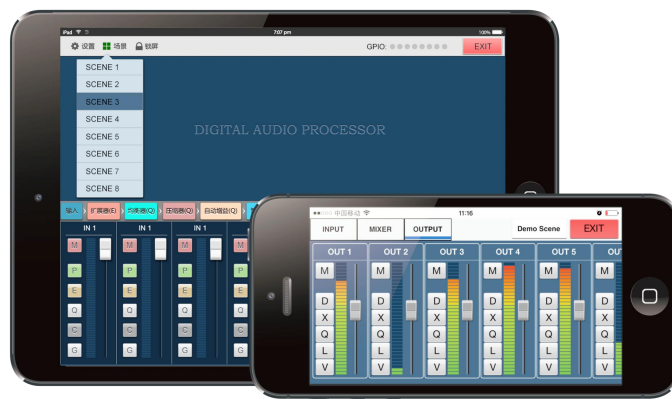 iPad 7:07 pm 100%
设置 场景 锁屏 GPIO: EXIT
SCENE 1
SCENE 2
SCENE 3
SCENE 4
SCENE 5
SCENE 6
SCENE 7
SCENE 8
DIGITAL AUDIO PROCESSOR
输入 扩展器(E) 均衡器(Q) 压缩器(Q) 自动增益(Q)
IN 1 IN 1 IN 1
M M M M
P P P P
E E E E
Q Q Q Q
C C C C
G G G G
中国移动 11:16
INPUT MIXER OUTPUT Demo Scene EXIT
OUT 1 OUT 2 OUT 3 OUT 4 OUT 5 OUT
M M M M M
D D D D D
X X X X X
Q Q Q Q Q
L L L L L
V V V V V